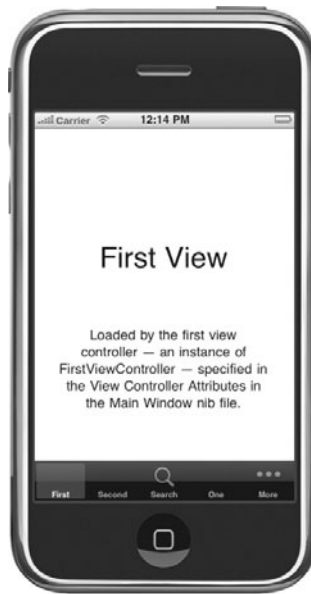 Carrier 12:14 PM
First View
Loaded by the first view
controller — an instance of
FirstViewController — specified in
the View Controller Attributes in
the Main Window nib file.
First Second Search One More